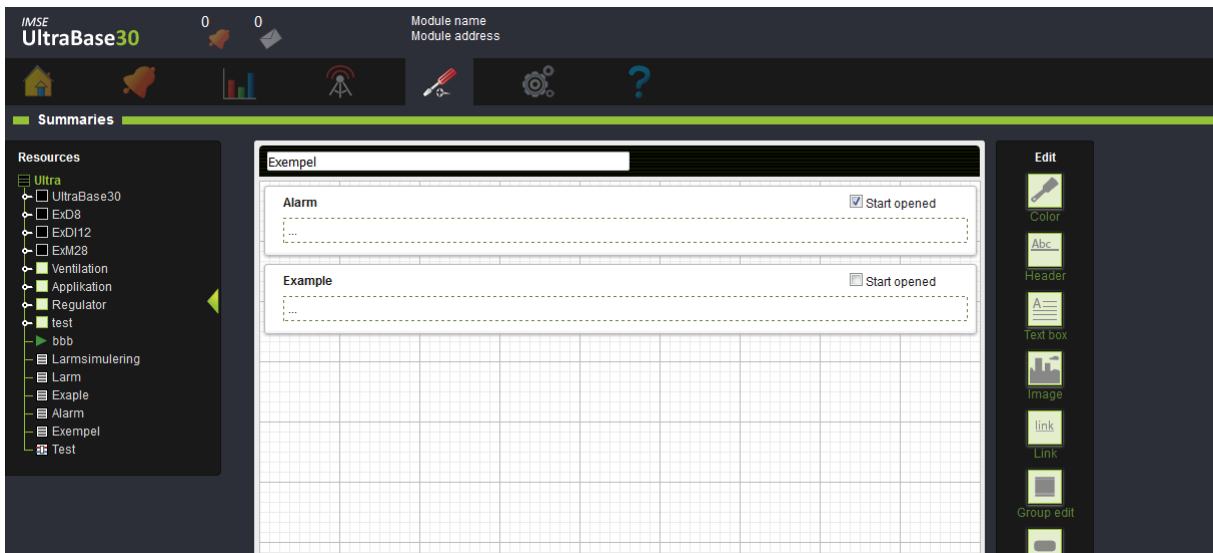 IMSE
UltraBase30
0
0
Module name
Module address
?
Summaries
Resources
Ultra
UltraBase30
ExD8
ExDI12
ExM28
Ventilation
Applikation
Regulator
test
bbb
Larmsimulering
Larm
Exaple
Alarm
Exempel
Test
Exempel
Alarm
Start opened
...
Example
Start opened
...
Edit
Color
Abc
Header
A
Text box
Image
link
Link
Group edit